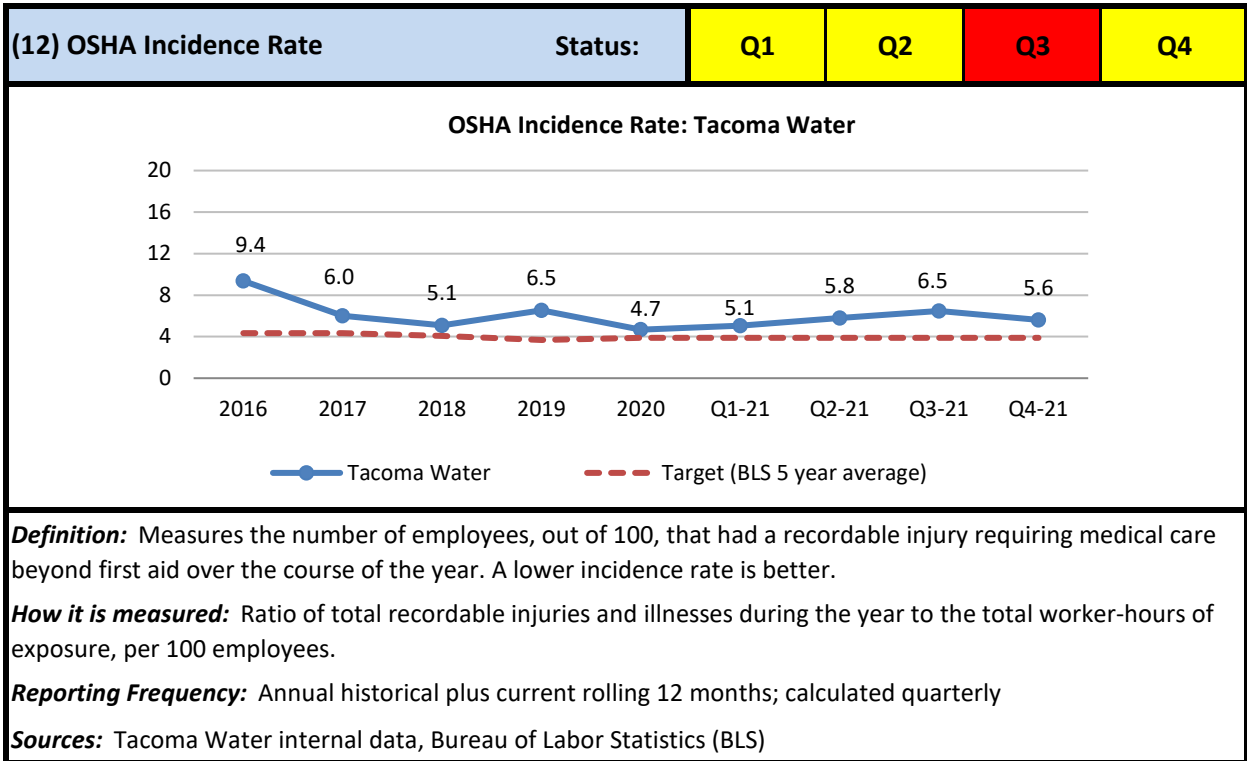 (12) OSHA Incidence Rate Status: Q1 Q2 Q3 Q4
OSHA Incidence Rate: Tacoma Water
20
16
12
8
4
0
9.4
6.0
5.1
6.5
4.7
5.1
5.8
6.5
5.6
2016 2017 2018 2019 2020 Q1-21 Q2-21 Q3-21 Q4-21
Tacoma Water Target (BLS 5 year average)
Definition: Measures the number of employees, out of 100, that had a recordable injury requiring medical care
beyond first aid over the course of the year. A lower incidence rate is better.
How it is measured: Ratio of total recordable injuries and illnesses during the year to the total worker-hours of
exposure, per 100 employees.
Reporting Frequency: Annual historical plus current rolling 12 months; calculated quarterly
Sources: Tacoma Water internal data, Bureau of Labor Statistics (BLS)